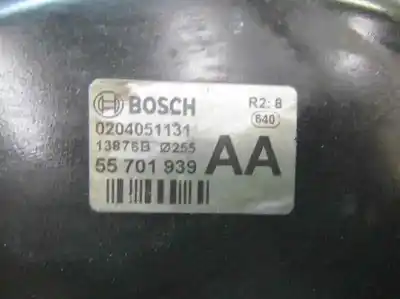 BOSCH R2: 8
0204051131 640
13876B Ø255
55 701 939 AA